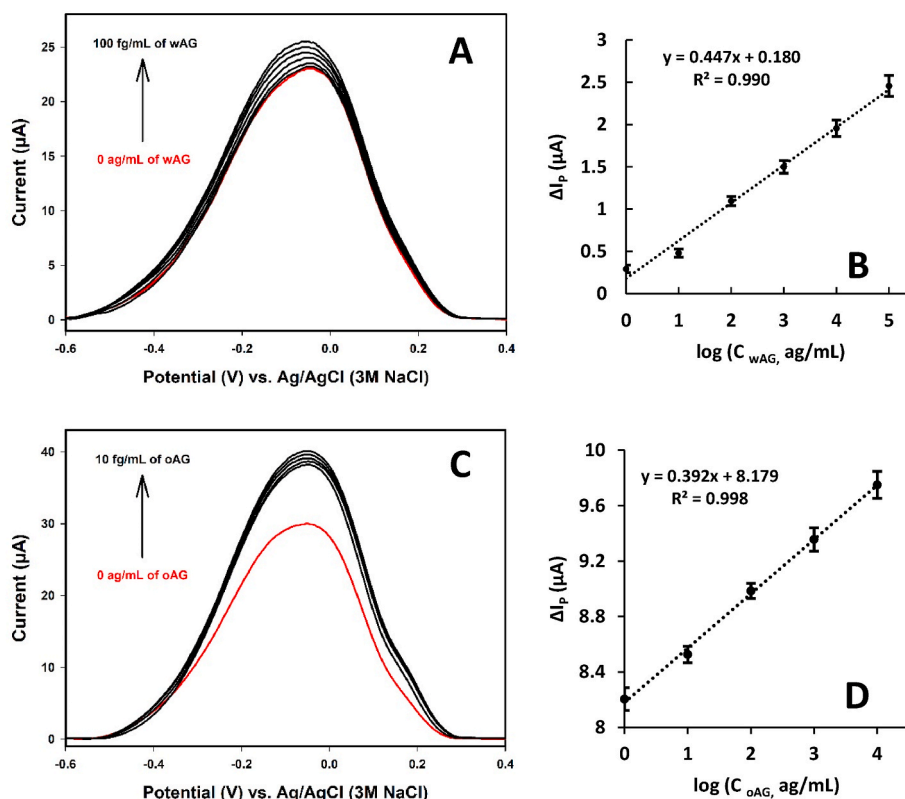 100 fg/mL of wAG
A
0 ag/mL of wAG
Current (µA)
25
20
15
10
5
0
-0.6
-0.4
-0.2
0.0
0.2
0.4
Potential (V) vs. Ag/AgCl (3M NaCl)
y = 0.447x + 0.180
R² = 0.990
B
ΔIP (µA)
3
2.5
2
1.5
1
0.5
0
0
1
2
3
4
5
log (C wAG, ag/mL)
10 fg/mL of oAG
C
0 ag/mL of oAG
Current (µA)
40
30
20
10
0
-0.6
-0.4
-0.2
0.0
0.2
0.4
Potential (V) vs. Ag/AgCl (3M NaCl)
y = 0.392x + 8.179
R² = 0.998
D
ΔIP (µA)
10
9.6
9.2
8.8
8.4
8
0
1
2
3
4
log (C oAG, ag/mL)